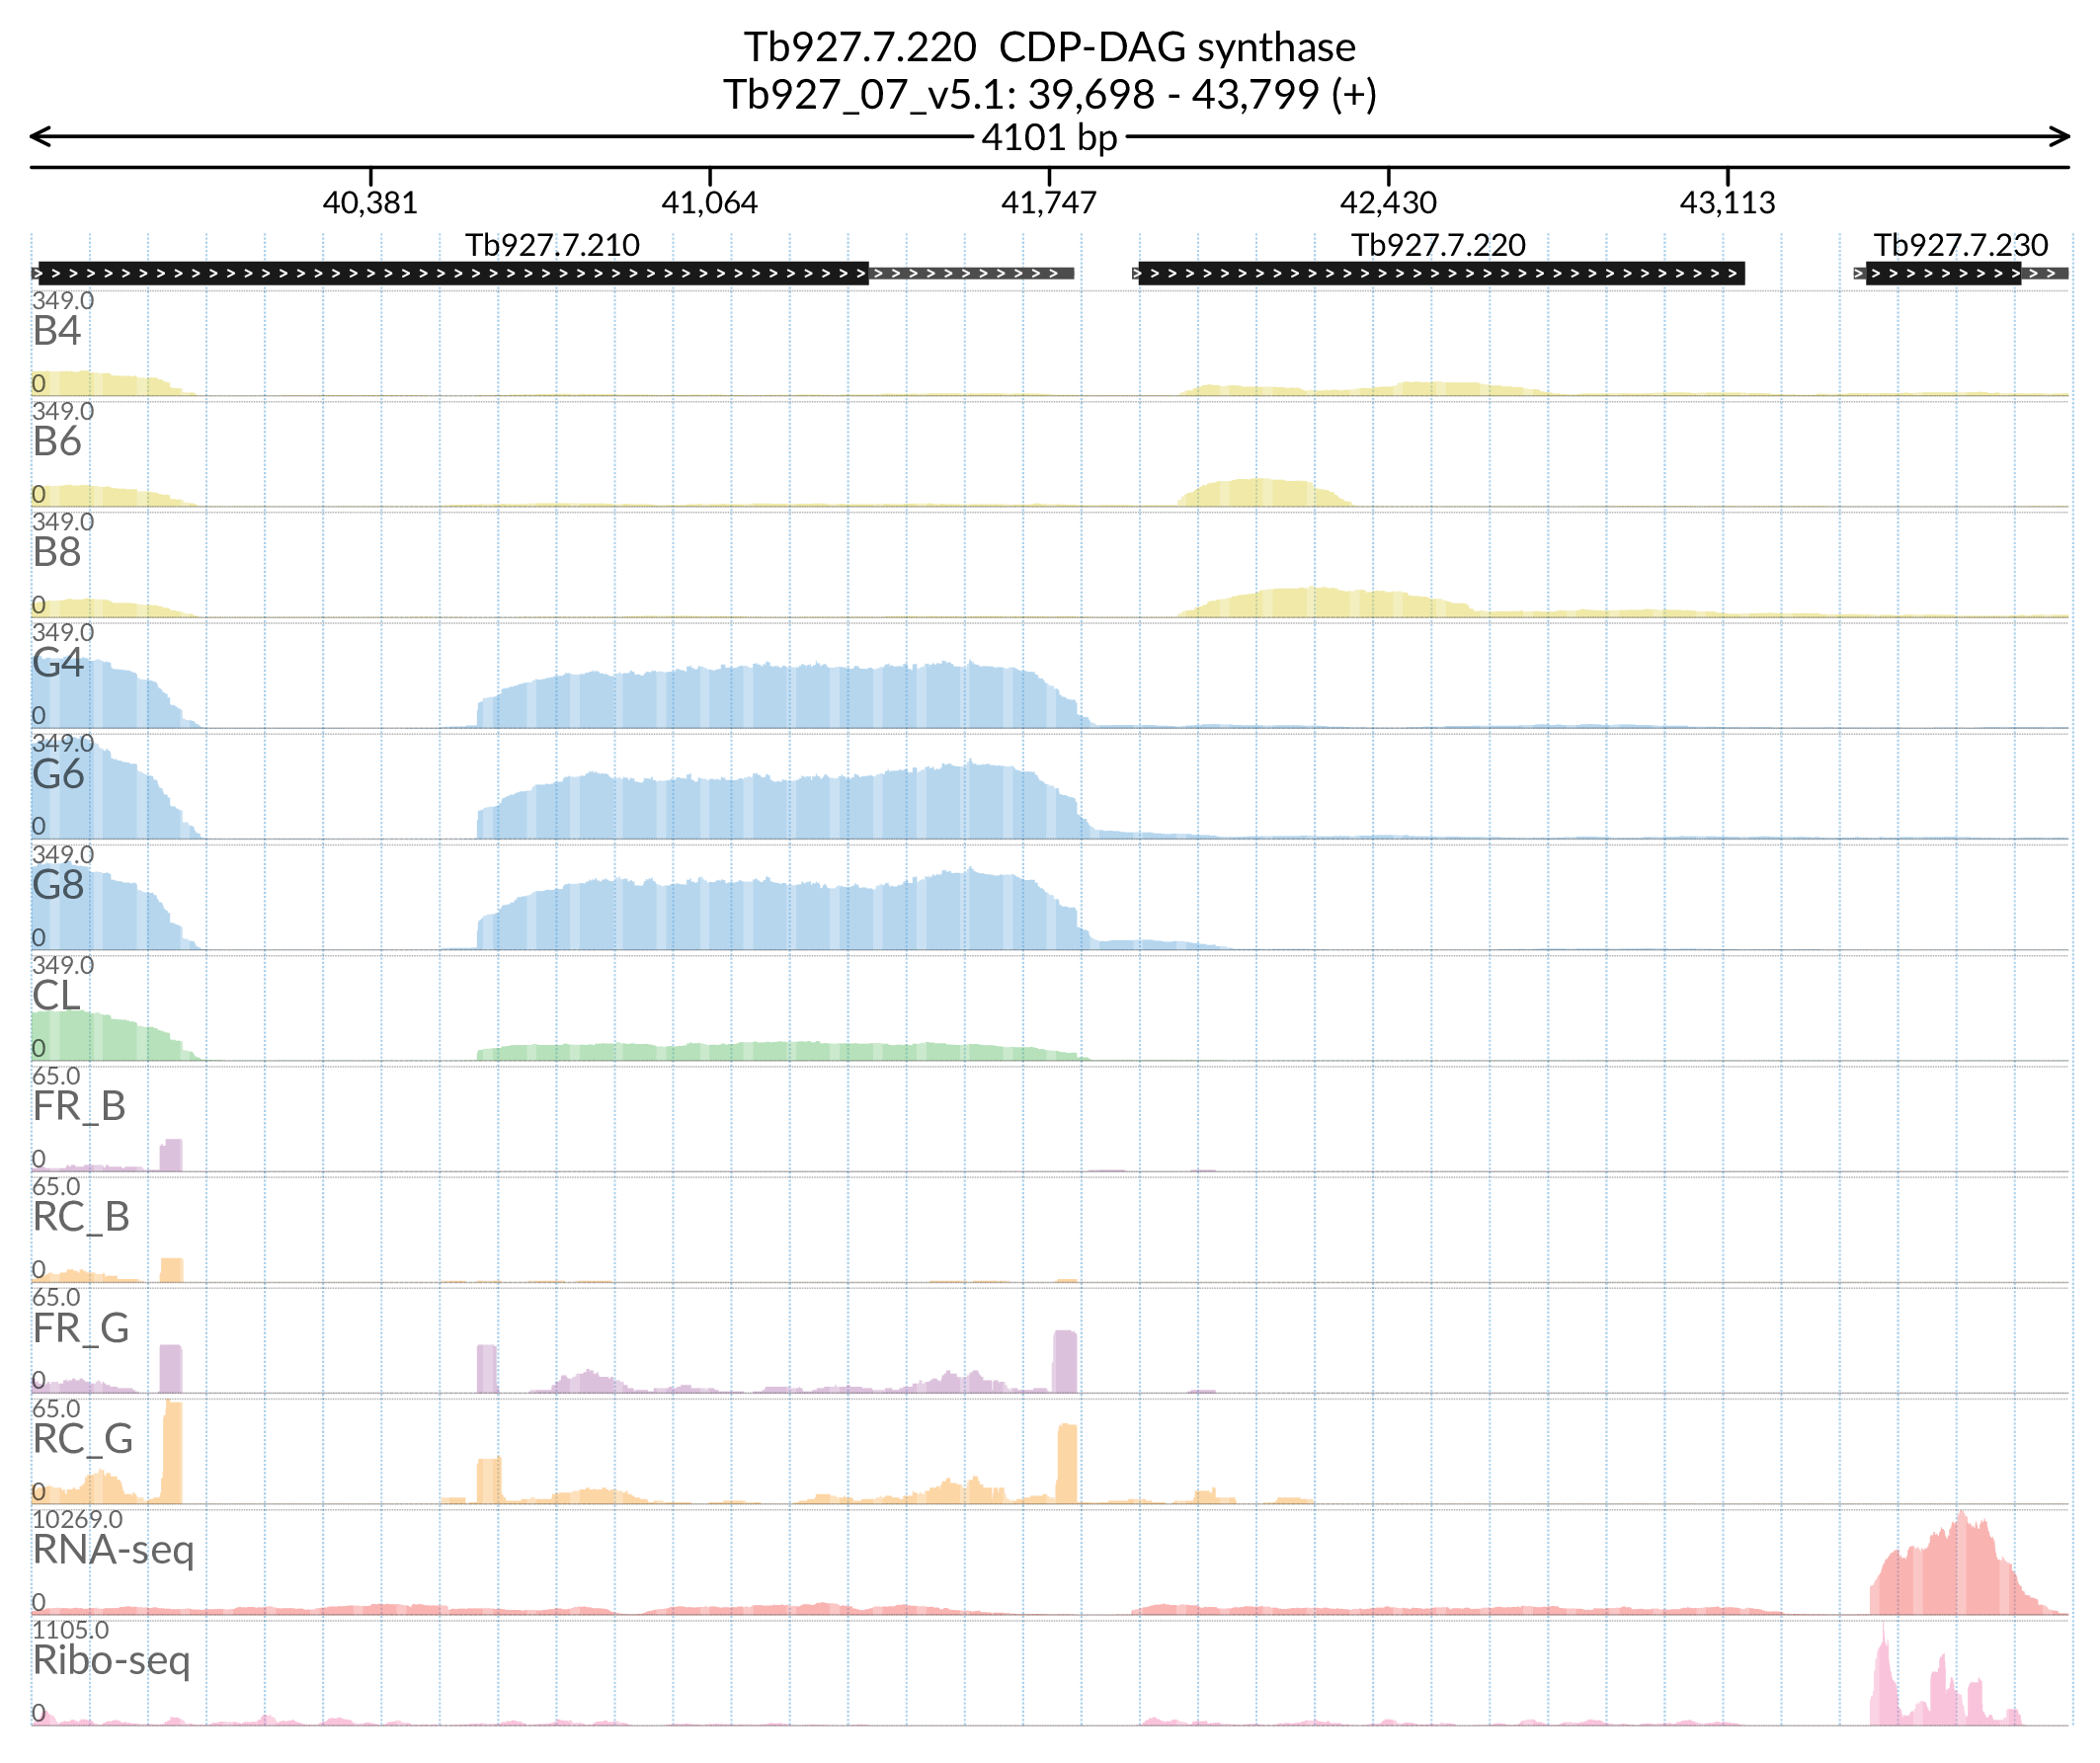 Tb927.7.220 CDP-DAG synthase
Tb927_07_v5.1: 39,698 - 43,799 (+)
4101 bp
40,381 41,064 41,747 42,430 43,113
Tb927.7.210 Tb927.7.220 Tb927.7.230
349.0
B4
0
349.0
B6
0
349.0
B8
0
349.0
G4
0
349.0
G6
0
349.0
G8
0
349.0
CL
0
65.0
FR_B
0
65.0
RC_B
0
65.0
FR_G
0
65.0
RC_G
0
10269.0
RNA-seq
0
1105.0
Ribo-seq
0